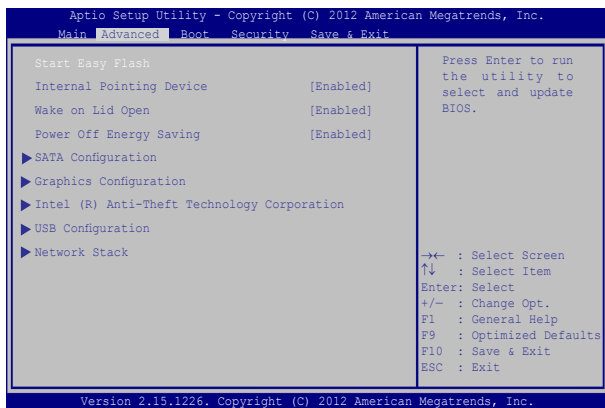 Aptio Setup Utility - Copyright (C) 2012 American Megatrends, Inc.
Main Advanced Boot Security Save & Exit
Start Easy Flash
Internal Pointing Device [Enabled]
Wake on Lid Open [Enabled]
Power Off Energy Saving [Enabled]
SATA Configuration
Graphics Configuration
Intel (R) Anti-Theft Technology Corporation
USB Configuration
Network Stack
Press Enter to run
the utility to
select and update
BIOS.
→← : Select Screen
↑↓ : Select Item
Enter: Select
+/— : Change Opt.
F1 : General Help
F9 : Optimized Defaults
F10 : Save & Exit
ESC : Exit
Version 2.15.1226. Copyright (C) 2012 American Megatrends, Inc.